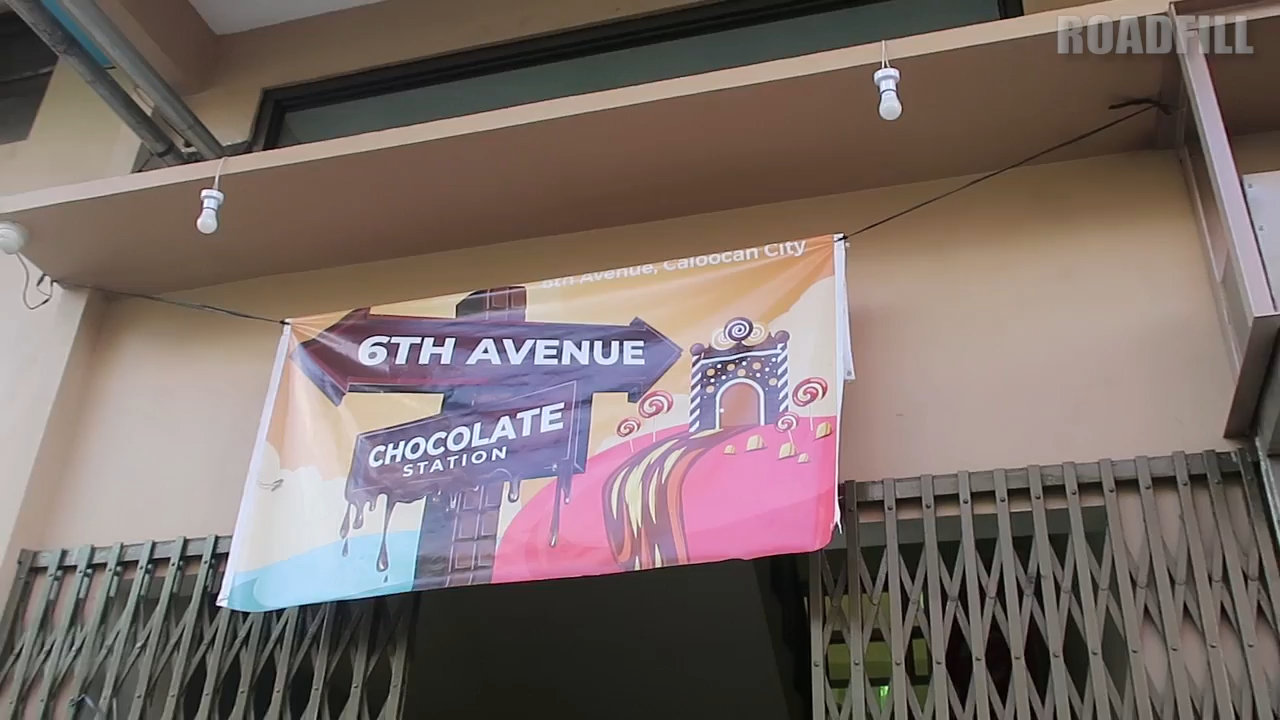 ROADFILL
6th Avenue, Caloocan City
6TH AVENUE
CHOCOLATE
STATION